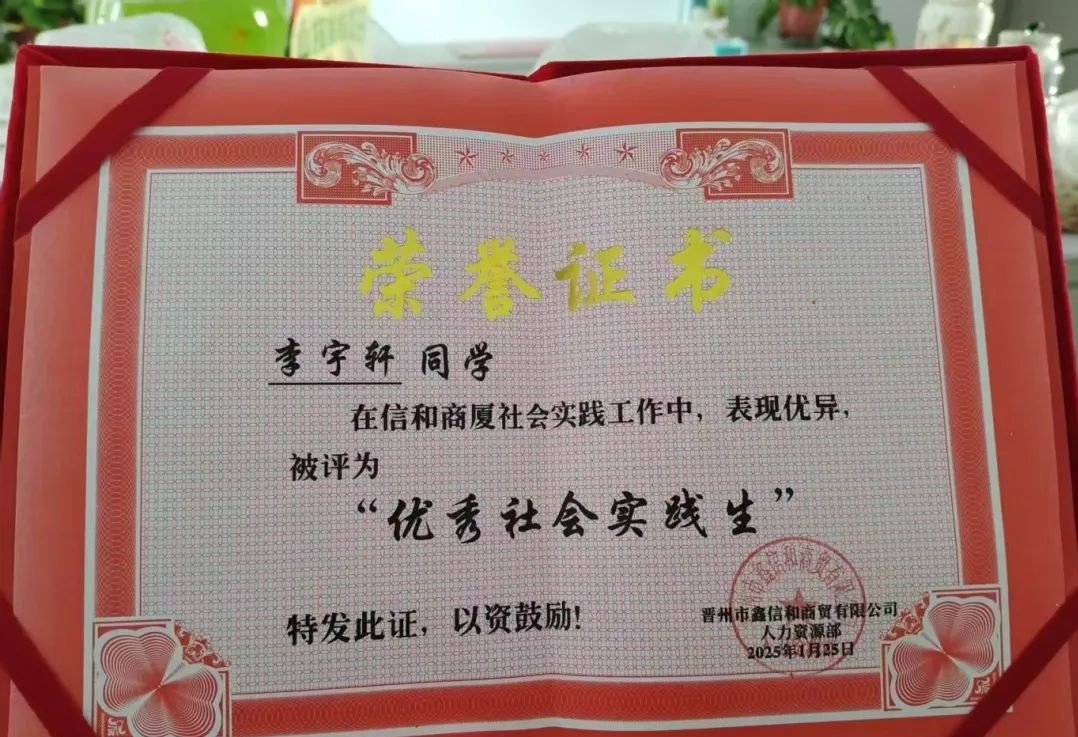 荣誉证书
李宇轩 同学
在信和商厦社会实践工作中，表现优异，
被评为
“优秀社会实践生”
特发此证，以资鼓励！
晋州市鑫信和商贸有限公司
人力资源部
2025年1月25日